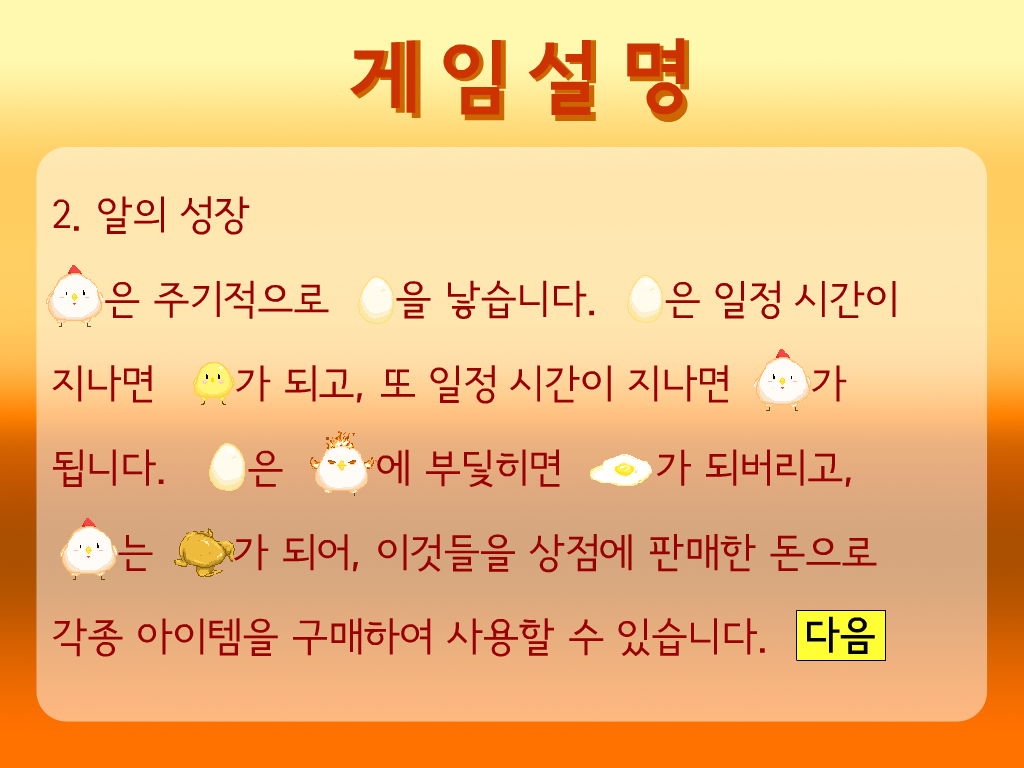 게임설명
2. 알의 성장
은 주기적으로 을 낳습니다. 은 일정 시간이
지나면 가 되고, 또 일정 시간이 지나면 가
됩니다. 은 에 부딫히면 가 되버리고,
는 가 되어, 이것들을 상점에 판매한 돈으로
각종 아이템을 구매하여 사용할 수 있습니다. 다음